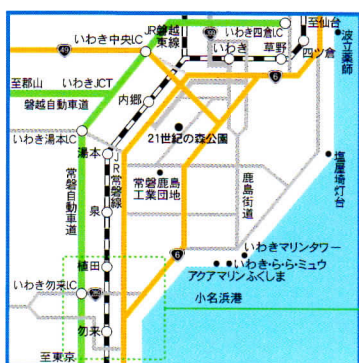 至仙台
JR磐越
東線
いわき四倉I.C
39
いわき中央I.C
49
いわき
草野
四ツ倉
波立薬師
6
至郡山
いわきJCT
磐越自動車道
内郷
21世紀の森公園
いわき湯本IC
湯本
JR常磐線
常磐鹿島
工業団地
鹿島街道
塩屋埼灯台
常磐自動車道
泉
いわきマリンタワー
6
いわき・ら・ら・ミュウ
アクアマリンふくしま
植田
いわき勿来I.C
小名浜港
勿来
至東京